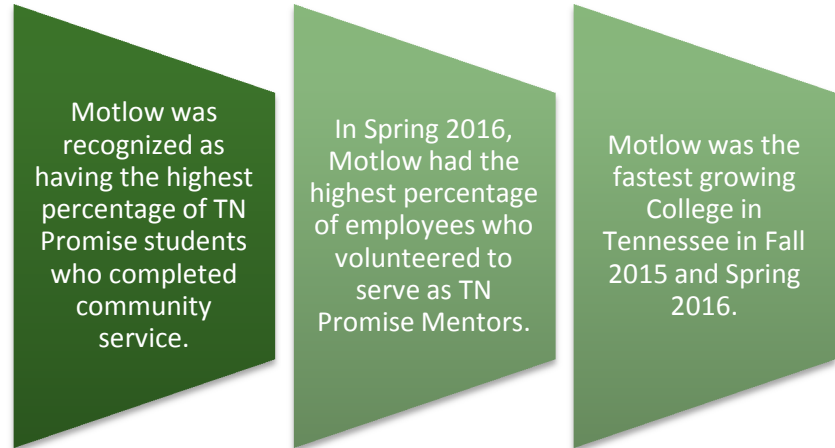 Motlow was
recognized as
having the highest
percentage of TN
Promise students
who completed
community
service.
In Spring 2016,
Motlow had the
highest percentage
of employees who
volunteered to
serve as TN
Promise Mentors.
Motlow was the
fastest growing
College in
Tennessee in Fall
2015 and Spring
2016.